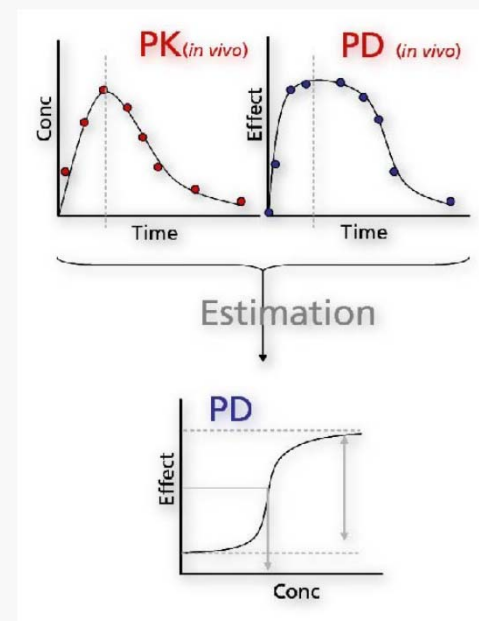 PK (in vivo)
PD (in vivo)
Conc
Time
Effect
Time
Estimation
PD
Effect
Conc